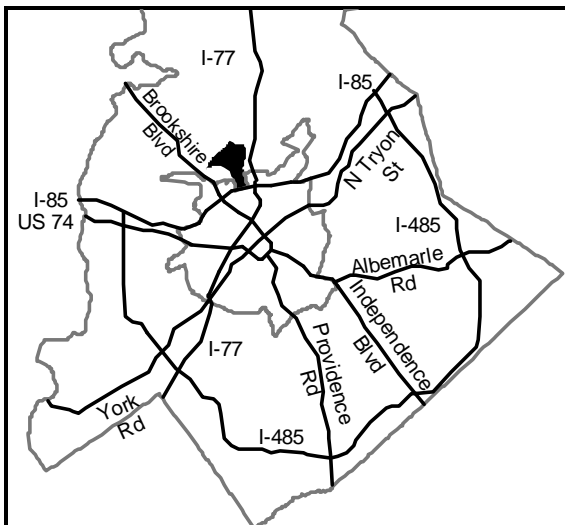 I-77
I-85
Brookshire
Blvd
N Tryon
St
I-85
US 74
I-485
Albemarle
Rd
Independence
Blvd
I-77
Providence
Rd
York
Rd
I-485